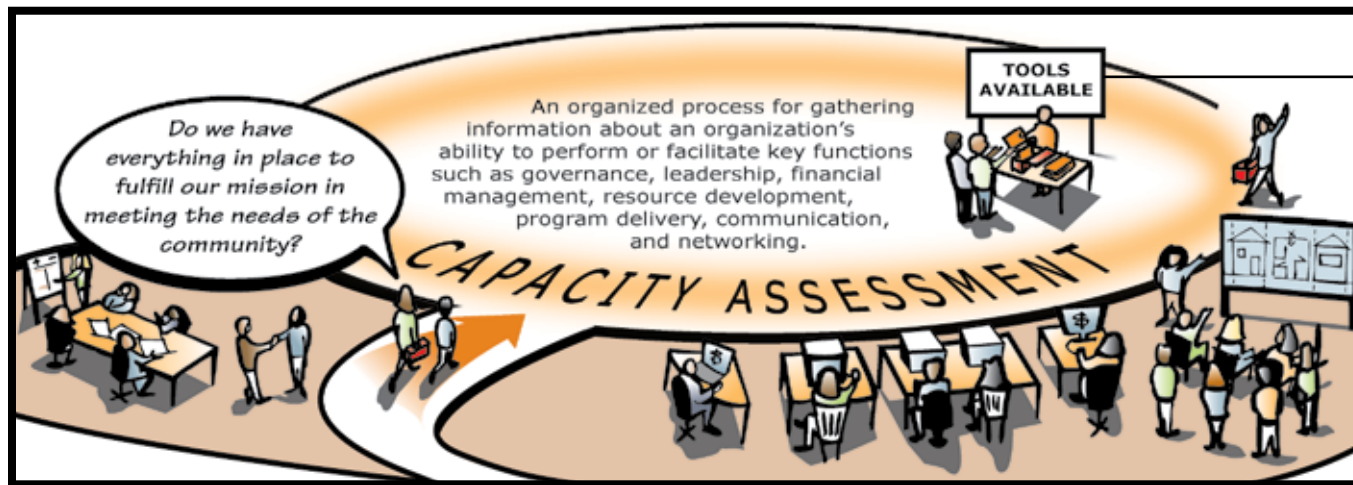 Do we have
everything in place to
fulfill our mission in
meeting the needs of the
community?
An organized process for gathering
information about an organization's
ability to perform or facilitate key functions
such as governance, leadership, financial
management, resource development,
program delivery, communication,
and networking.
TOOLS
AVAILABLE
CAPACITY ASSESSMENT
$
$
$